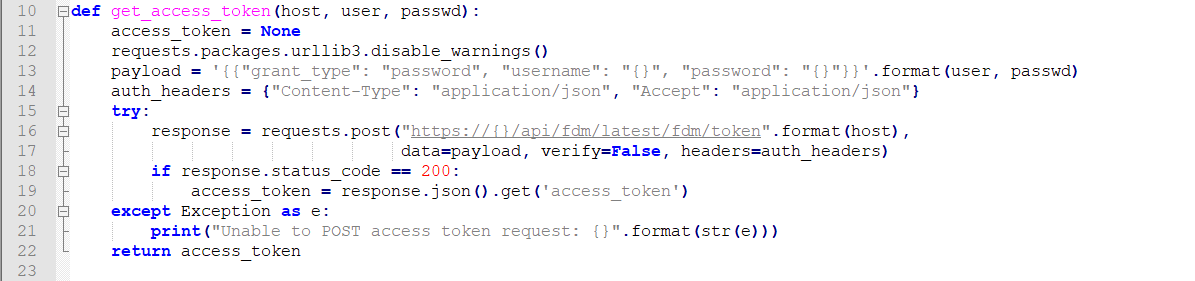 10 def get_access_token(host, user, passwd):
11     access_token = None
12     requests.packages.urllib3.disable_warnings()
13     payload = '{{"grant_type": "password", "username": "{}", "password": "{}"}}'.format(user, passwd)
14     auth_headers = {"Content-Type": "application/json", "Accept": "application/json"}
15     try:
16         response = requests.post("https://{}/api/fdm/latest/fdm/token".format(host),
17                                  data=payload, verify=False, headers=auth_headers)
18         if response.status_code == 200:
19             access_token = response.json().get('access_token')
20     except Exception as e:
21         print("Unable to POST access token request: {}".format(str(e)))
22     return access_token
23